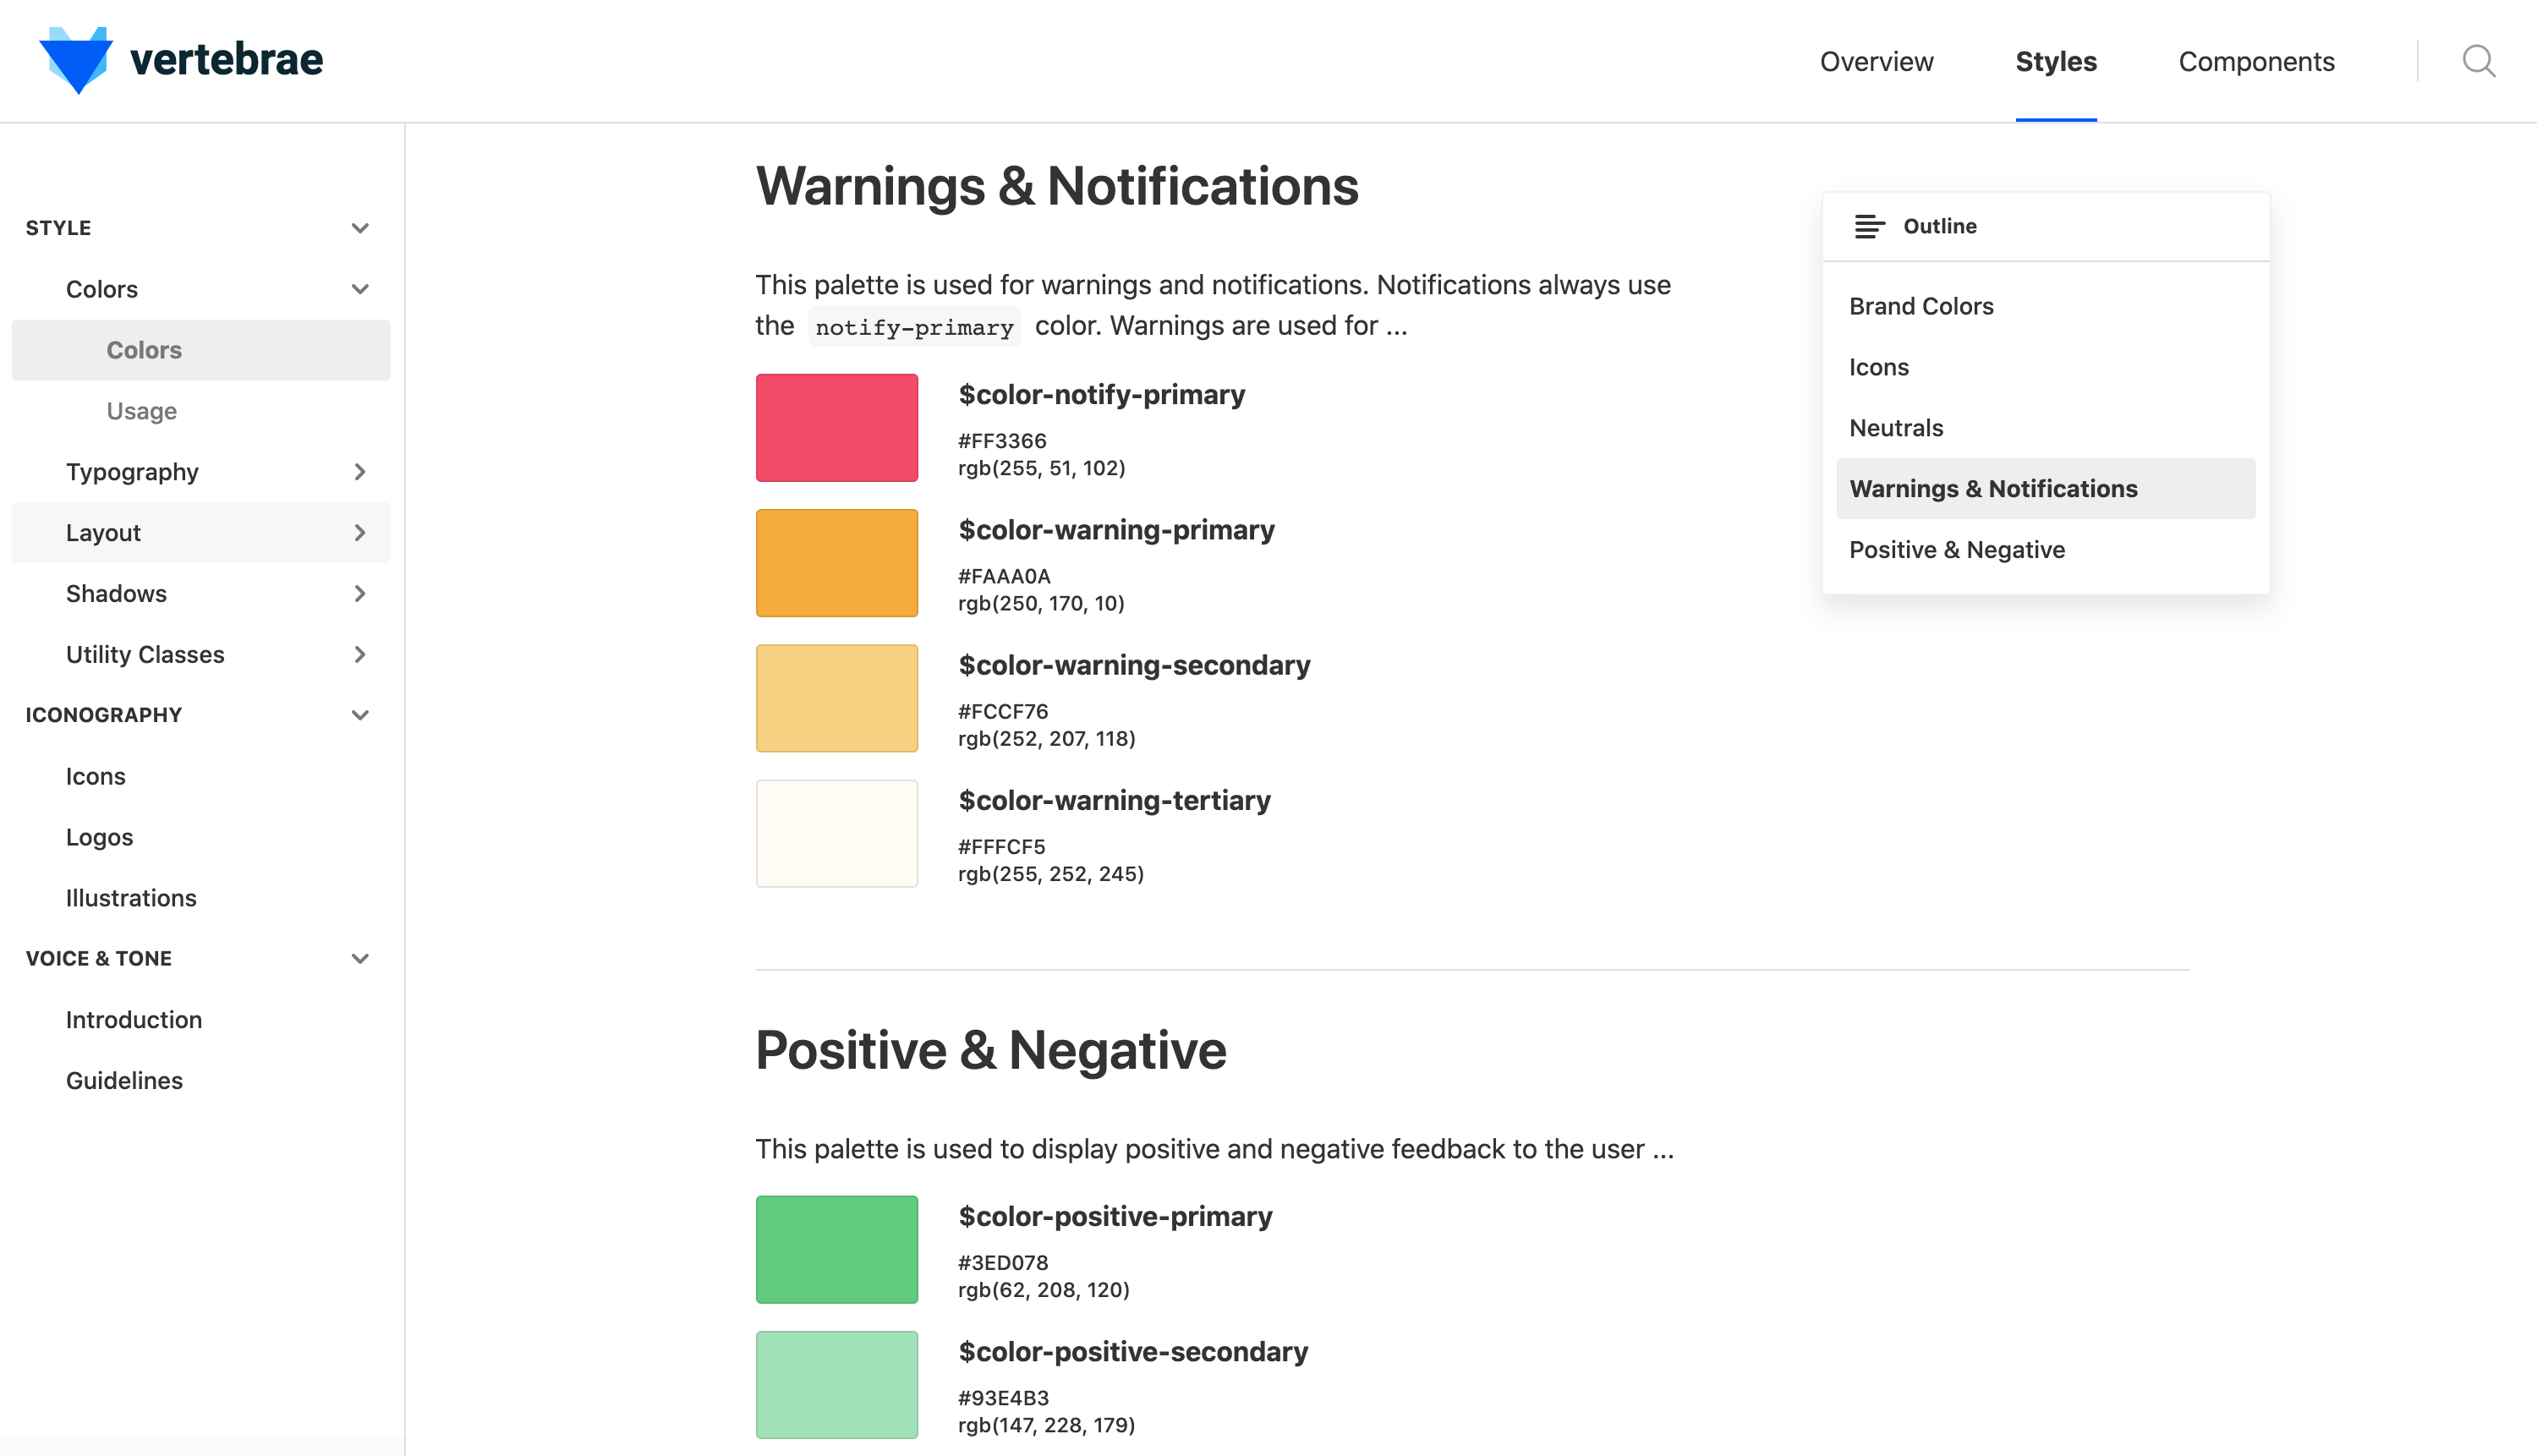 vertebrae
Overview
Styles
Components
STYLE
Colors
Colors
Usage
Typography
Layout
Shadows
Utility Classes
ICONOGRAPHY
Icons
Logos
Illustrations
VOICE & TONE
Introduction
Guidelines
Warnings & Notifications
This palette is used for warnings and notifications. Notifications always use
the notify-primary color. Warnings are used for ...
$color-notify-primary
#FF3366
rgb(255, 51, 102)
$color-warning-primary
#FAAA0A
rgb(250, 170, 10)
$color-warning-secondary
#FCCF76
rgb(252, 207, 118)
$color-warning-tertiary
#FFFCF5
rgb(255, 252, 245)
Positive & Negative
This palette is used to display positive and negative feedback to the user ...
$color-positive-primary
#3ED078
rgb(62, 208, 120)
$color-positive-secondary
#93E4B3
rgb(147, 228, 179)
Outline
Brand Colors
Icons
Neutrals
Warnings & Notifications
Positive & Negative